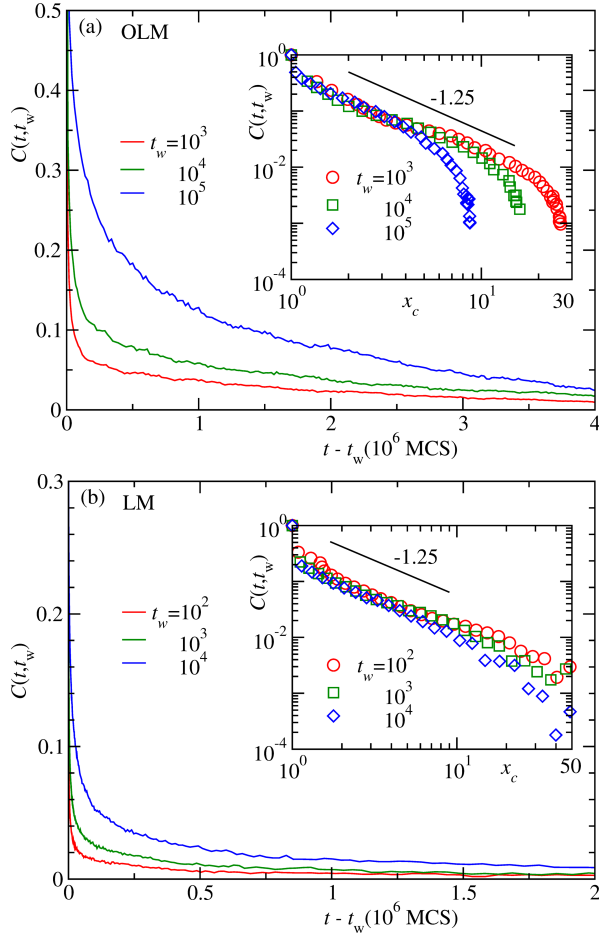 (a) OLM
C(t,t_w)
0.5
0.4
0.3
0.2
0.1
0
t_w=10^3
10^4
10^5
0 1 2 3 4
t - t_w(10^6 MCS)
C(t,t_w)
10^0
10^-2
10^-4
-1.25
t_w=10^3
10^4
10^5
10^0 x_c 10^1 30
(b) LM
C(t,t_w)
0.3
0.2
0.1
0
t_w=10^2
10^3
10^4
0 0.5 1 1.5 2
t - t_w(10^6 MCS)
C(t,t_w)
10^0
10^-2
10^-4
-1.25
t_w=10^2
10^3
10^4
10^0 10^1 x_c 50